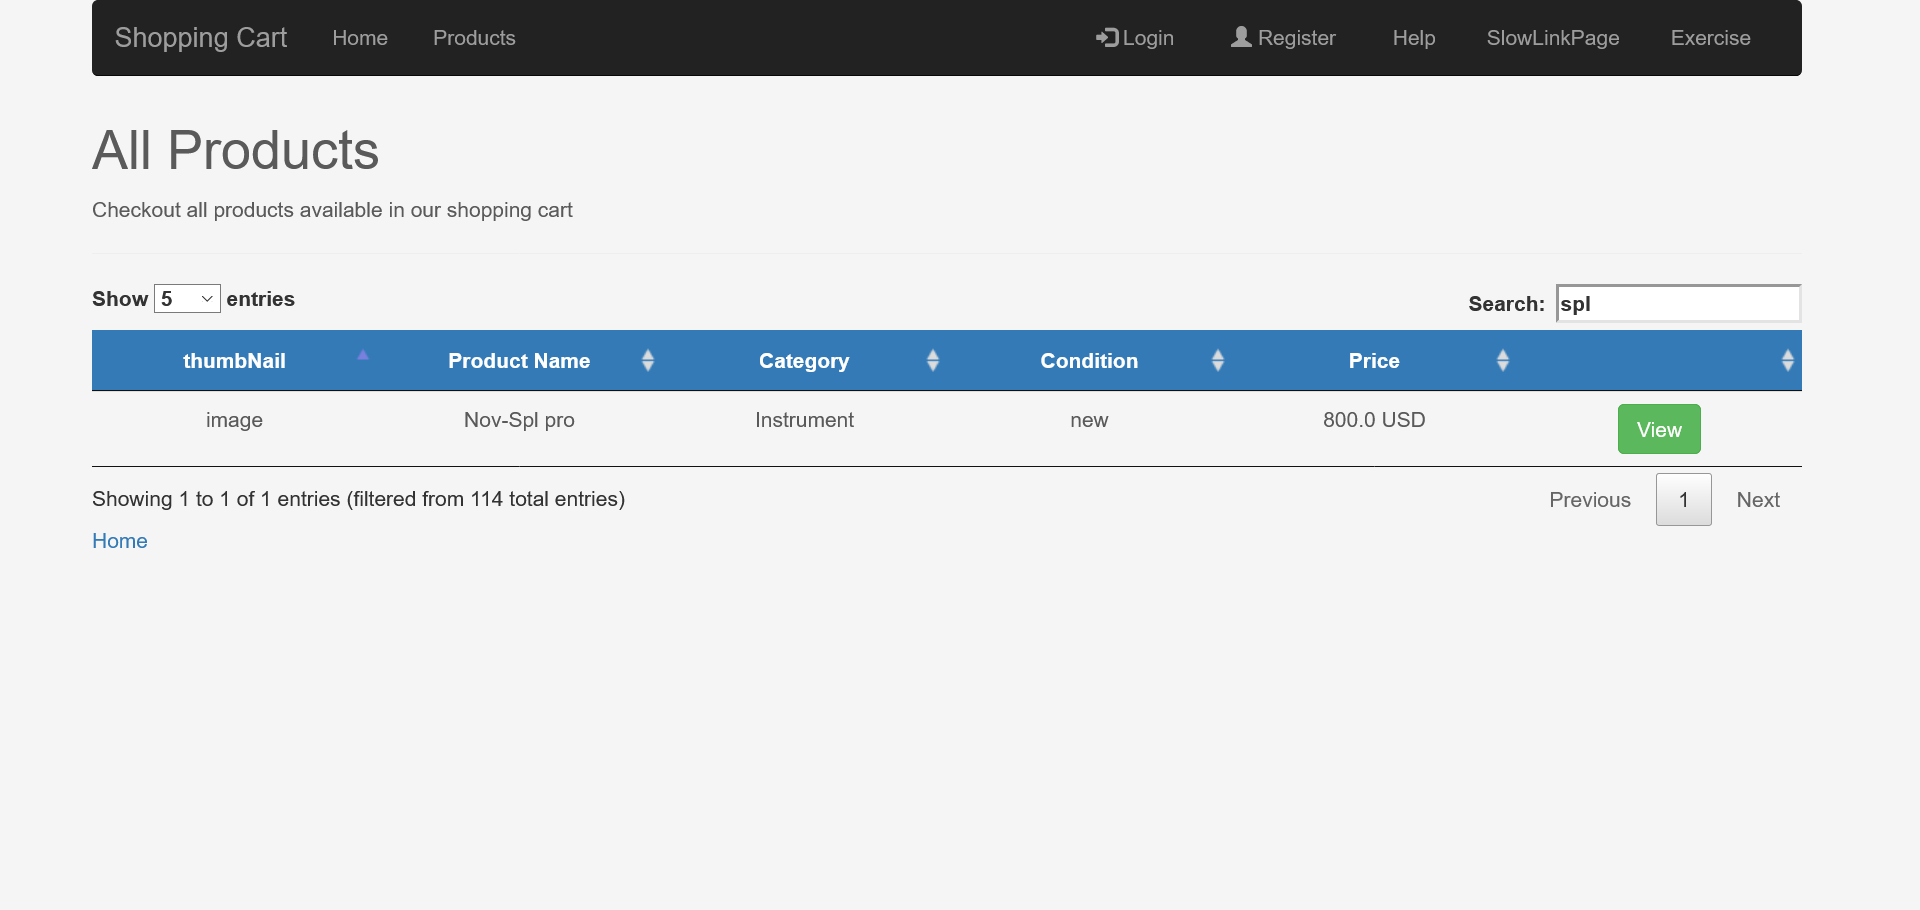 Shopping Cart Home Products Login Register Help SlowLinkPage Exercise
All Products
Checkout all products available in our shopping cart
Show 5 entries Search: spl
thumbNail Product Name Category Condition Price
image Nov-Spl pro Instrument new 800.0 USD View
Showing 1 to 1 of 1 entries (filtered from 114 total entries) Previous 1 Next
Home